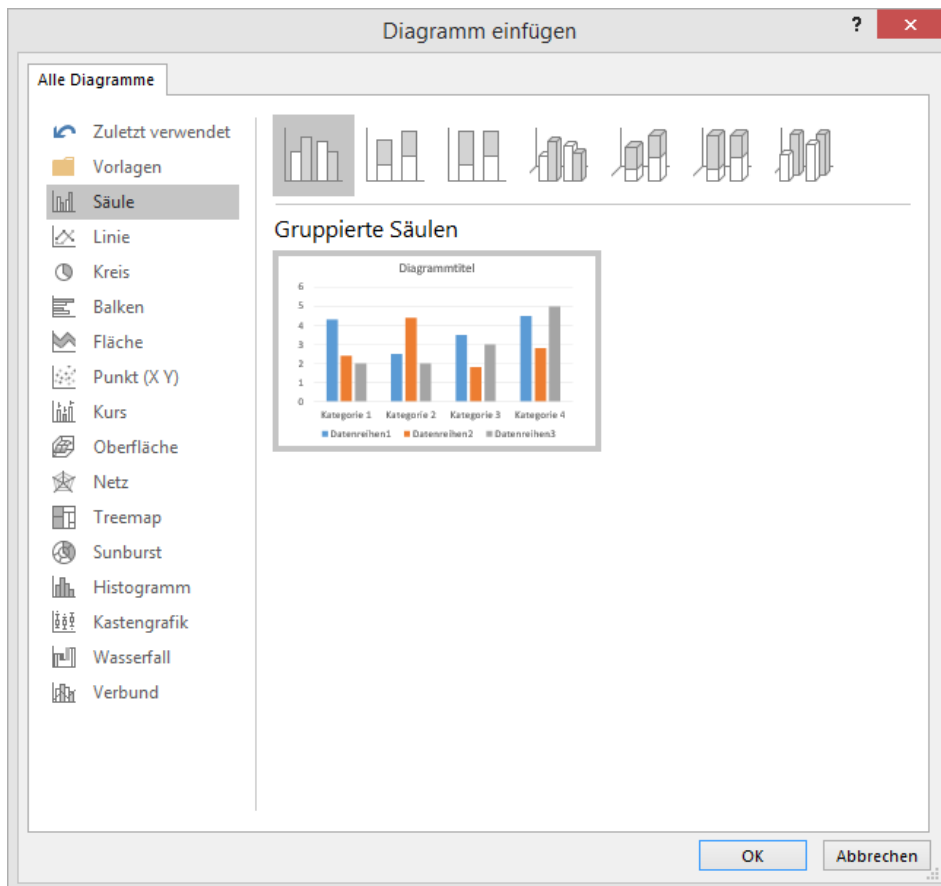 Diagramm einfügen
?
Alle Diagramme
Zuletzt verwendet
Vorlagen
Säule
Linie
Kreis
Balken
Fläche
Punkt (X Y)
Kurs
Oberfläche
Netz
Treemap
Sunburst
Histogramm
Kastengrafik
Wasserfall
Verbund
Gruppierte Säulen
Diagrammtitel
6
5
4
3
2
1
0
Kategorie 1 Kategorie 2 Kategorie 3 Kategorie 4
Datenreihen1 Datenreihen2 Datenreihen3
OK Abbrechen